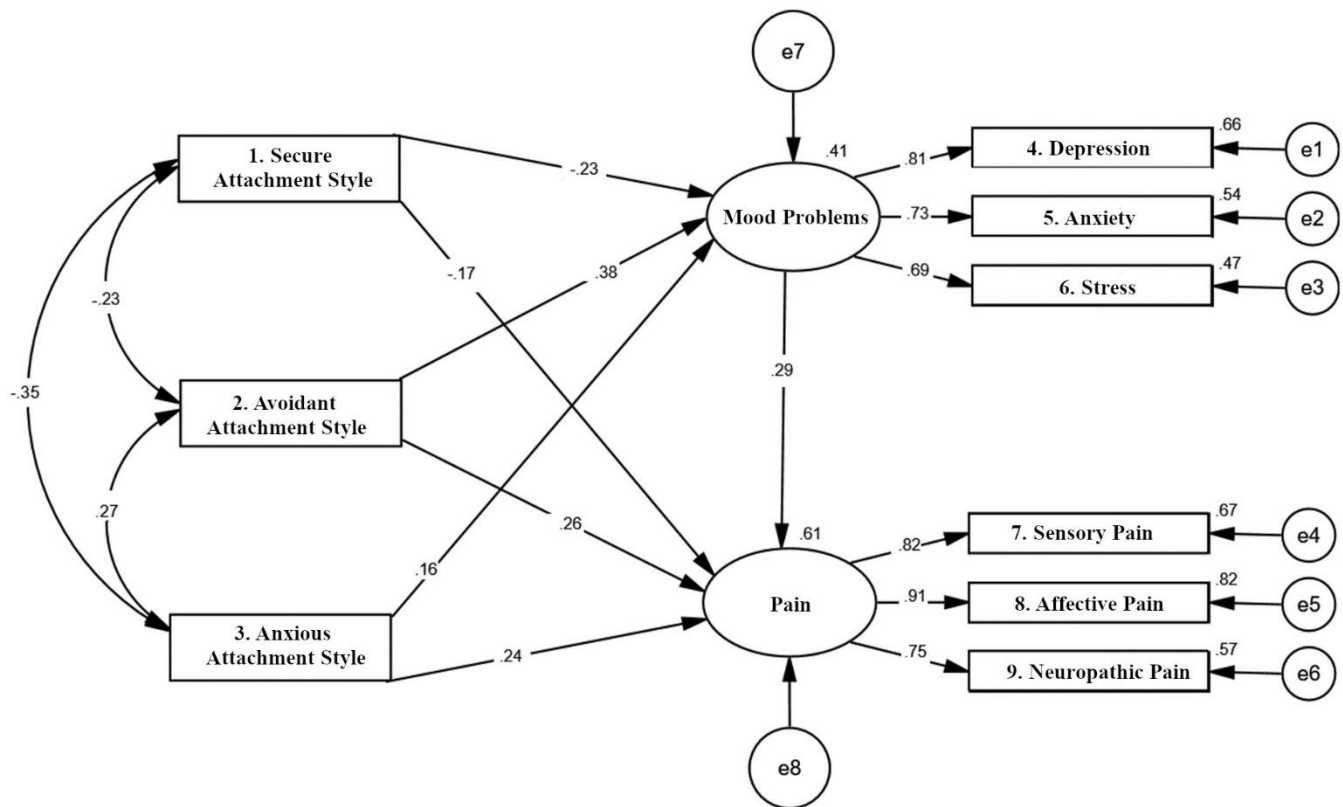 e7
1. Secure
Attachment Style
-.23
-.17
.41
Mood Problems
.81
.73
.69
4. Depression
.66
e1
5. Anxiety
.54
e2
6. Stress
.47
e3
-.23
-.35
.38
.29
2. Avoidant
Attachment Style
.27
.26
.16
3. Anxious
Attachment Style
.24
.61
Pain
.82
.91
.75
7. Sensory Pain
.67
e4
8. Affective Pain
.82
e5
9. Neuropathic Pain
.57
e6
e8